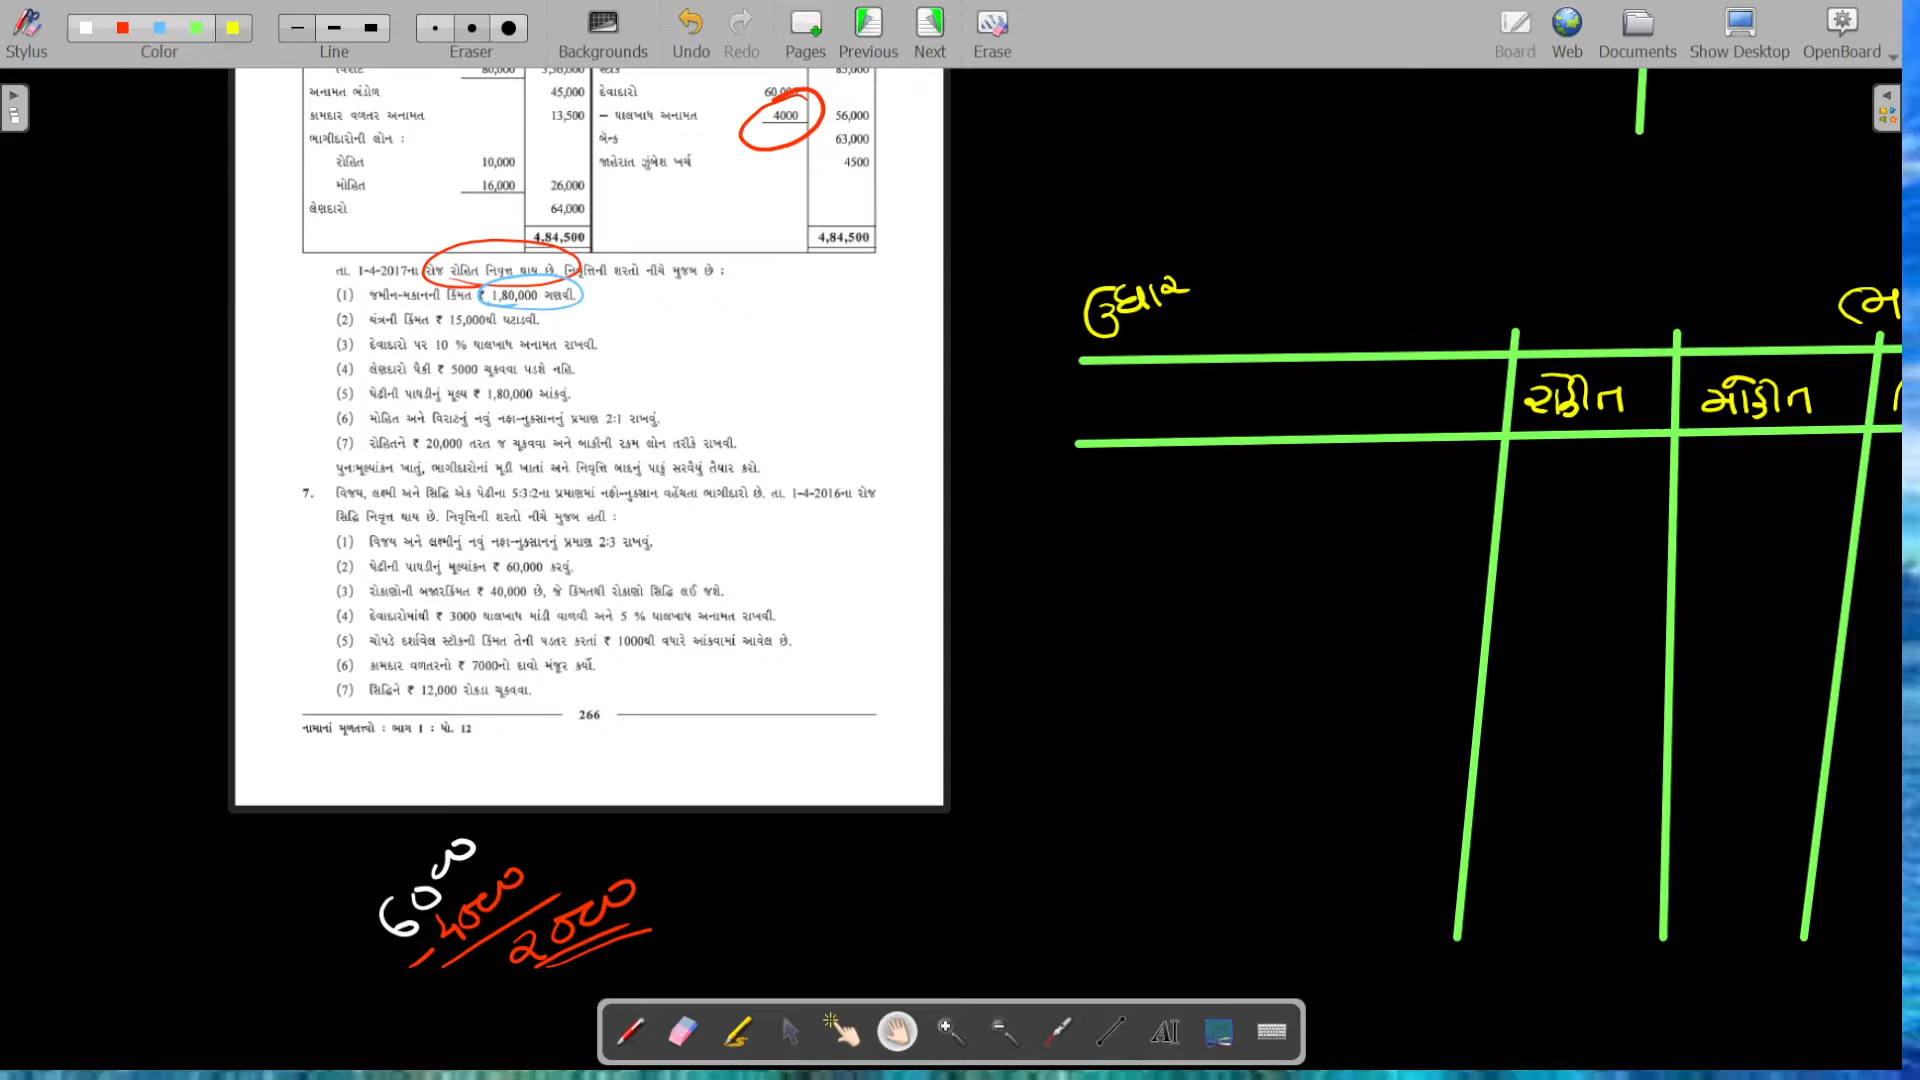 Stylus Color Line Eraser Backgrounds Undo Redo Pages Previous Next Erase Board Web Documents Show Desktop OpenBoard
80,000
અનામત ભંડોળ 45,000 દેવાદારો 60,000
કામદાર વળતર અનામત 13,500 – ઘાલખાધ અનામત 4000 56,000
ભાગીદારોની લોન : બૅન્ક 63,000
રોહિત 10,000 જાહેરાત ઝુંબેશ ખર્ચ 4500
મોહિત 16,000 26,000
લેણદારો 64,000
4,84,500 4,84,500
તા. 1-4-2017ના રોજ રોહિત નિવૃત્ત થાય છે. નિવૃત્તિની શરતો નીચે મુજબ છે :
(1) જમીન-મકાનની કિંમત ₹ 1,80,000 ગણવી.
(2) યંત્રની કિંમત ₹ 15,000થી ઘટાડવી.
(3) દેવાદારો પર 10 % ઘાલખાધ અનામત રાખવી.
(4) લેણદારો પૈકી ₹ 5000 ચૂકવવા પડશે નહિ.
(5) પેઢીની પાઘડીનું મૂલ્ય ₹ 1,80,000 આંકવું.
(6) મોહિત અને વિરાટનું નવું નફા-નુકસાનનું પ્રમાણ 2:1 રાખવું.
(7) રોહિતને ₹ 20,000 તરત જ ચૂકવવા અને બાકીની રકમ લોન તરીકે રાખવી.
પુનઃમૂલ્યાંકન ખાતું, ભાગીદારોનાં મૂડી ખાતાં અને નિવૃત્તિ બાદનું પાકું સરવૈયું તૈયાર કરો.
7. વિજય, લક્ષ્મી અને સિદ્ધિ એક પેઢીના 5:3:2ના પ્રમાણમાં નફો-નુકસાન વહેંચતા ભાગીદારો છે. તા. 1-4-2016ના રોજ
સિદ્ધિ નિવૃત્ત થાય છે. નિવૃત્તિની શરતો નીચે મુજબ હતી :
(1) વિજય અને લક્ષ્મીનું નવું નફા-નુકસાનનું પ્રમાણ 2:3 રાખવું.
(2) પેઢીની પાઘડીનું મૂલ્યાંકન ₹ 60,000 કરવું.
(3) રોકાણોની બજારકિંમત ₹ 40,000 છે, જે કિંમતથી રોકાણો સિદ્ધિ લઈ જશે.
(4) દેવાદારોમાંથી ₹ 3000 ઘાલખાધ માંડી વાળવી અને 5 % ઘાલખાધ અનામત રાખવી.
(5) ચોપડે દર્શાવેલ સ્ટૉકની કિંમત તેની પડતર કરતાં ₹ 1000થી વધારે આંકવામાં આવેલ છે.
(6) કામદાર વળતરનો ₹ 7000નો દાવો મંજૂર કર્યો.
(7) સિદ્ધિને ₹ 12,000 રોકડા ચૂકવવા.
266
નામાનાં મૂળતત્ત્વો : ભાગ I : ધો. 12
ઉધાર
રોહીત મોહીત
6000
- 4000
2000